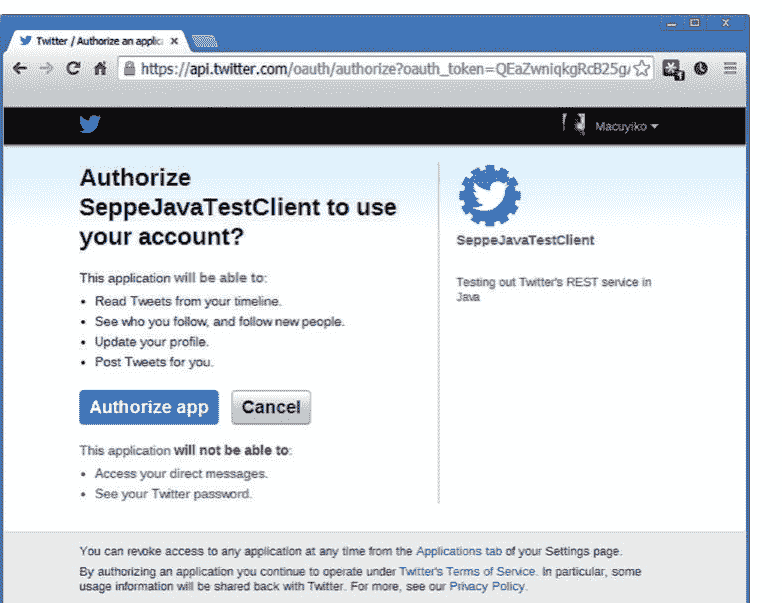 Twitter / Authorize an applic
https://api.twitter.com/oauth/authorize?oauth_token=QEaZwniqkgRcB25g
Macuyiko
Authorize
SeppeJavaTestClient to use
your account?
This application will be able to:
• Read Tweets from your timeline.
• See who you follow, and follow new people.
• Update your profile.
• Post Tweets for you.
Authorize app
Cancel
This application will not be able to:
• Access your direct messages.
• See your Twitter password.
SeppeJavaTestClient
Testing out Twitter's REST service in
Java
You can revoke access to any application at any time from the Applications tab of your Settings page.
By authorizing an application you continue to operate under Twitter's Terms of Service. In particular, some
usage information will be shared back with Twitter. For more, see our Privacy Policy.